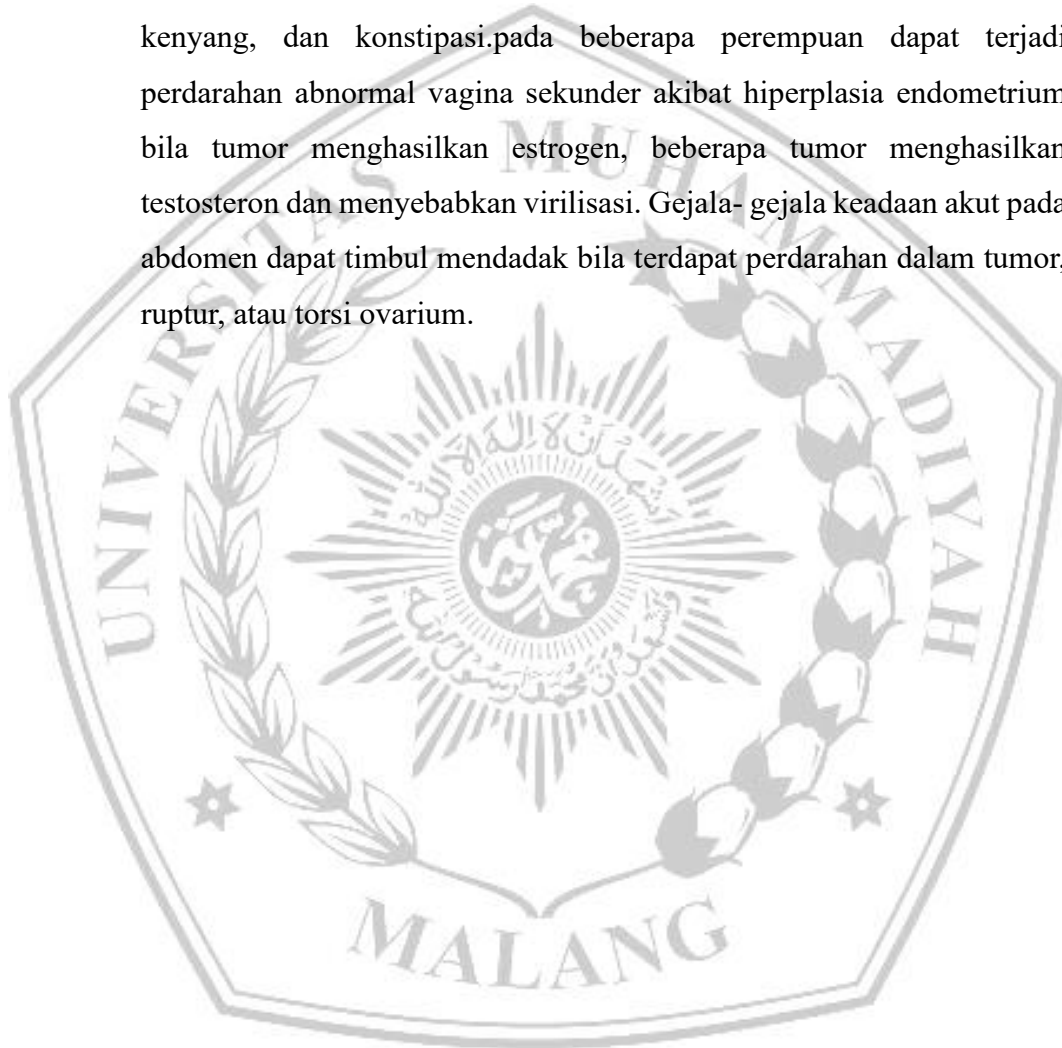 kenyang, dan konstipasi.pada beberapa perempuan dapat terjadi
perdarahan abnormal vagina sekunder akibat hiperplasia endometrium
bila tumor menghasilkan estrogen, beberapa tumor menghasilkan
testosteron dan menyebabkan virilisasi. Gejala- gejala keadaan akut pada
abdomen dapat timbul mendadak bila terdapat perdarahan dalam tumor,
ruptur, atau torsi ovarium.
UNIVERSITAS MUHAMMADIYAH
MALANG